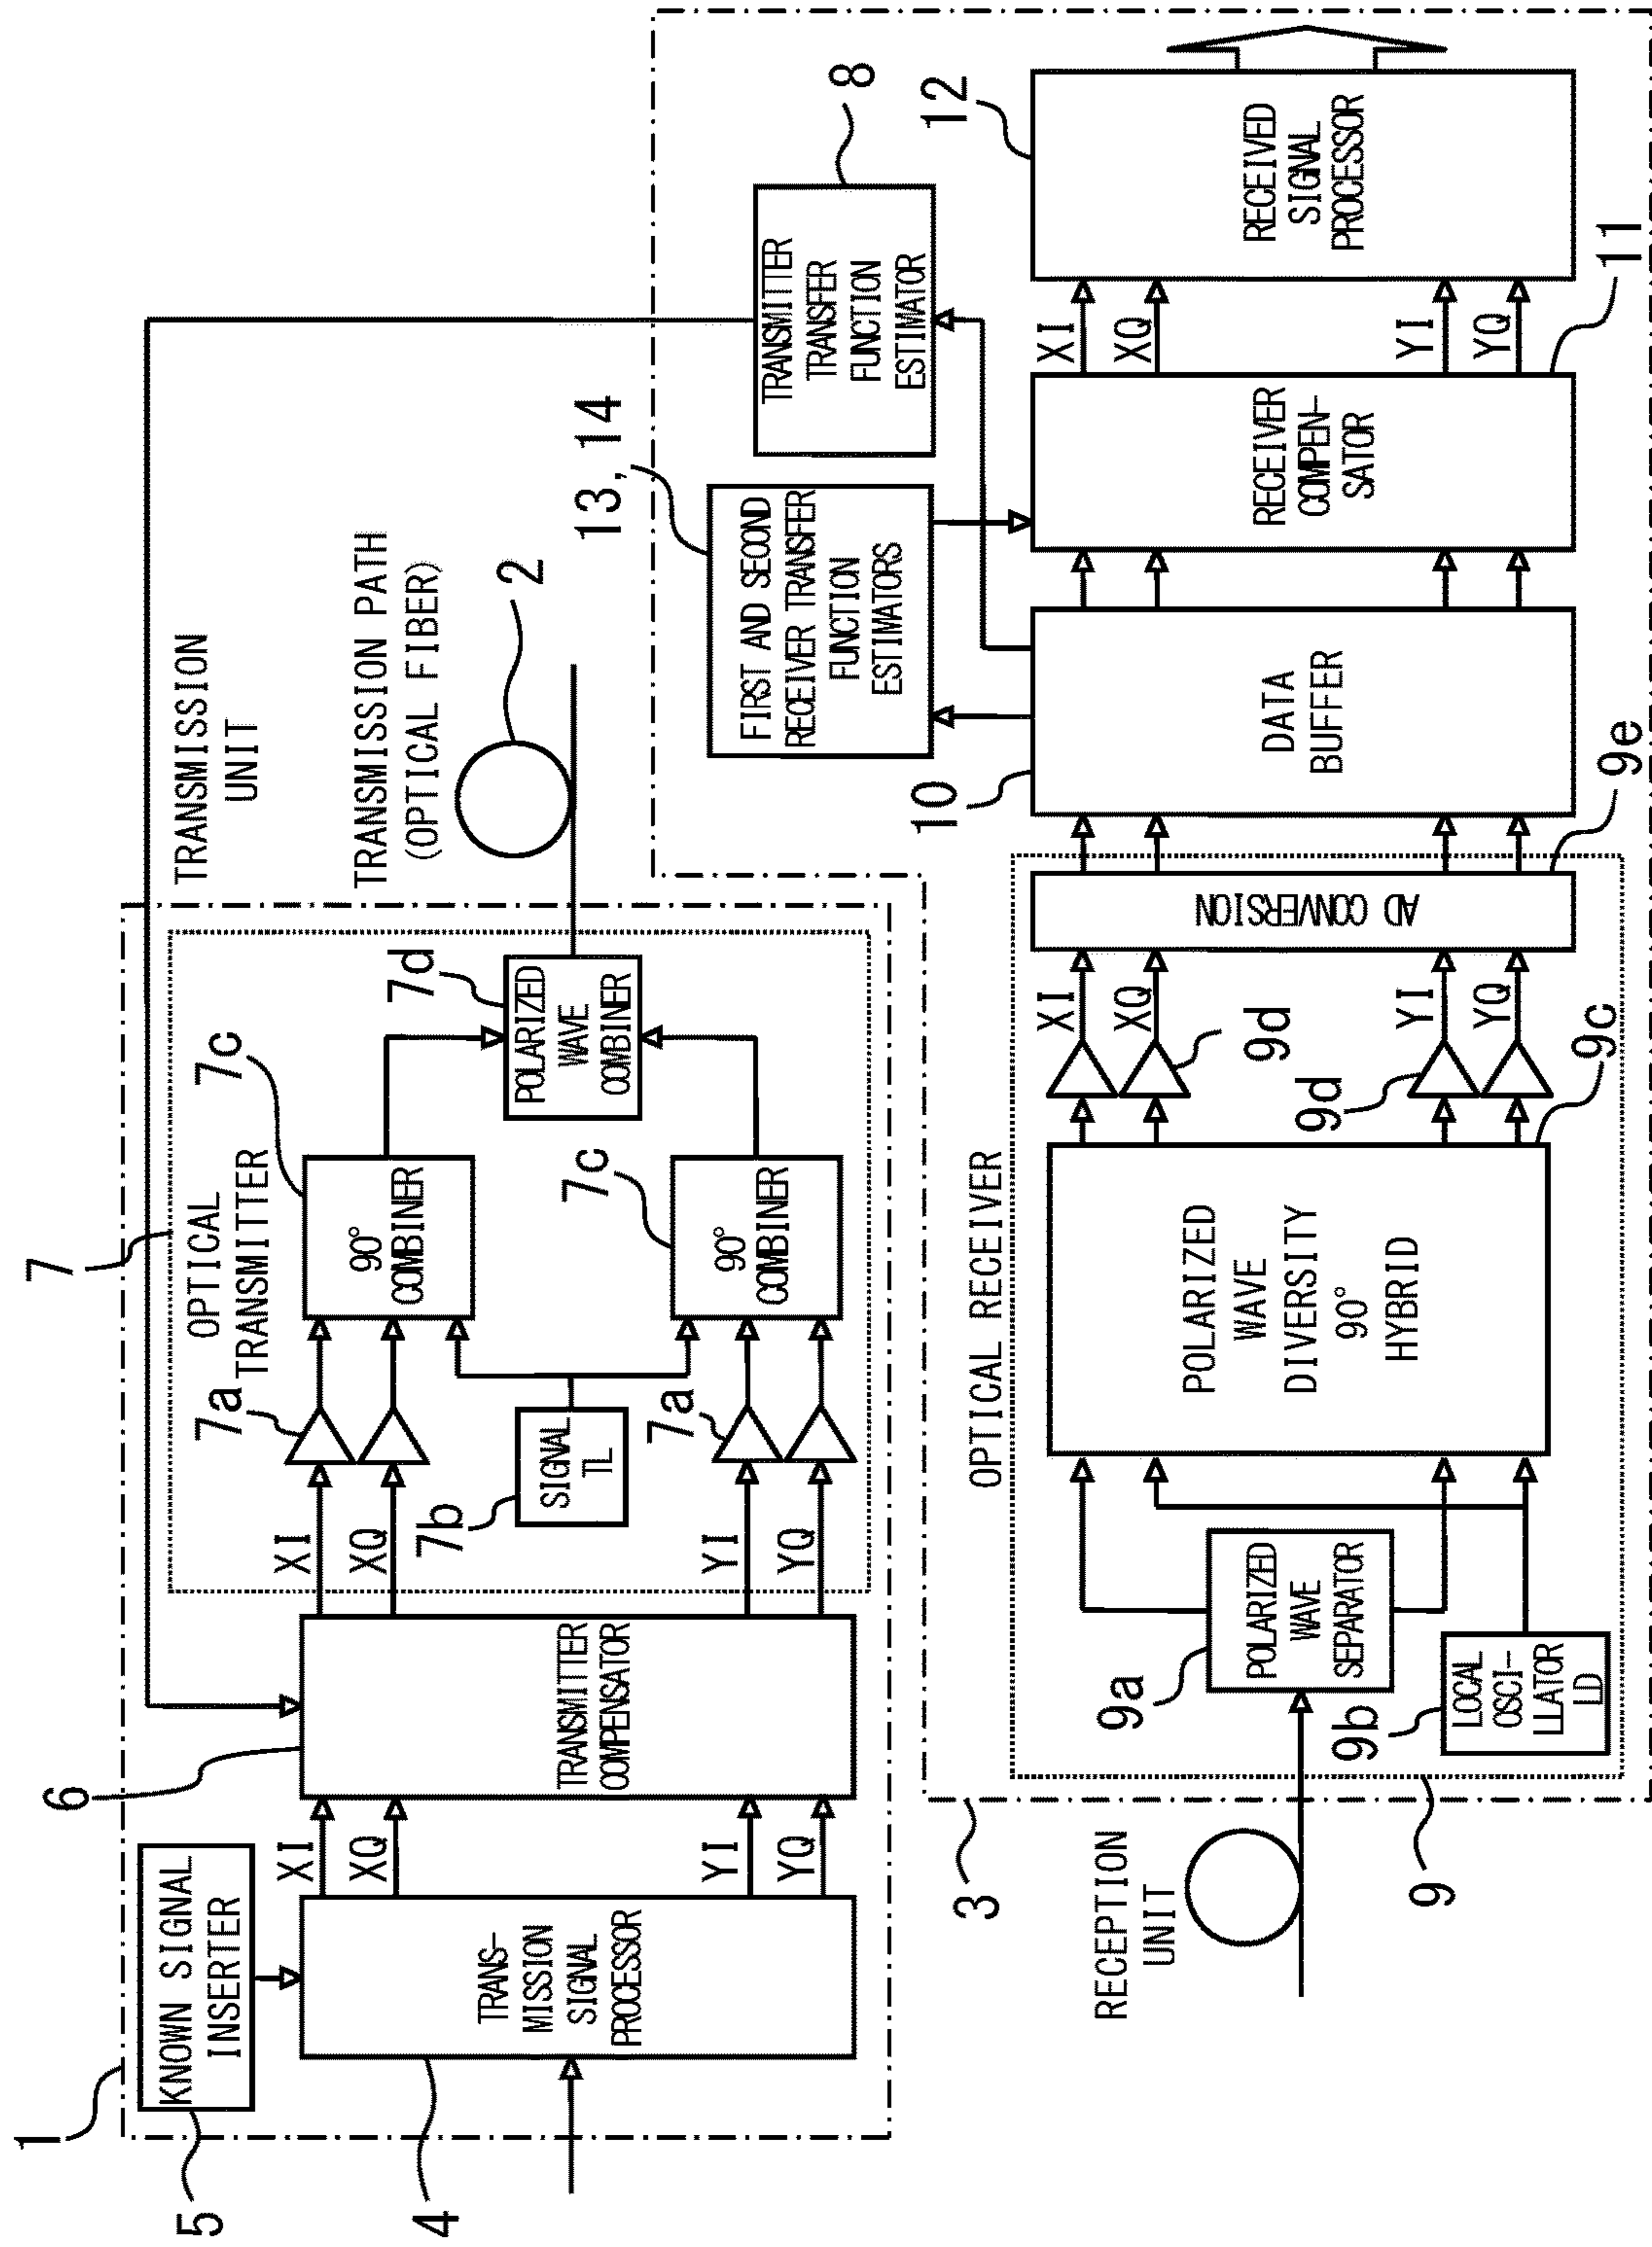 1
5
KNOWN SIGNAL
INSERTER
4
TRANS-
MISSION
SIGNAL
PROCESSOR
XI
XQ
YI
YQ
6
TRANSMITTER
COMPENSATOR
XI
XQ
YI
YQ
7
OPTICAL
TRANSMITTER
7a
7a
7b
SIGNAL
TL
7c
90°
COMBINER
7c
90°
COMBINER
7d
POLARIZED
WAVE
COMBINER
TRANSMISSION
UNIT
TRANSMISSION PATH
(OPTICAL FIBER)
2
RECEPTION
UNIT
3
9
OPTICAL RECEIVER
9a
POLARIZED
WAVE
SEPARATOR
9b
LOCAL
OSCI-
LLATOR
LD
POLARIZED
WAVE
DIVERSITY
90°
HYBRID
9c
9d
9d
XI
XQ
YI
YQ
AD CONVERSION
9e
10
DATA
BUFFER
13, 14
FIRST AND SECOND
RECEIVER TRANSFER
FUNCTION
ESTIMATORS
8
TRANSMITTER
TRANSFER
FUNCTION
ESTIMATOR
RECEIVER
COMPEN-
SATOR
11
XI
XQ
YI
YQ
12
RECEIVED
SIGNAL
PROCESSOR